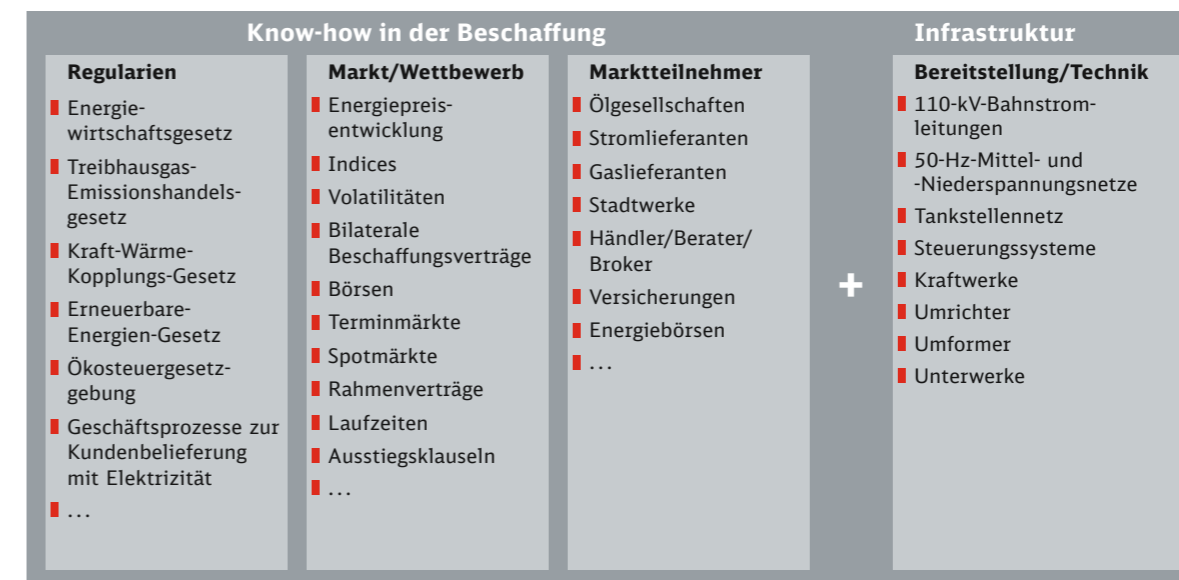 Know-how in der Beschaffung
Regularien
Energie-
wirtschaftsgesetz
Treibhausgas-
Emissionshandels-
gesetz
Kraft-Wärme-
Kopplungs-Gesetz
Erneuerbare-
Energien-Gesetz
Ökosteuergesetz-
gebung
Geschäftsprozesse zur
Kundenbelieferung
mit Elektrizität
...
Markt/Wettbewerb
Energiepreis-
entwicklung
Indices
Volatilitäten
Bilaterale
Beschaffungsverträge
Börsen
Terminmärkte
Spotmärkte
Rahmenverträge
Laufzeiten
Ausstiegsklauseln
...
Marktteilnehmer
Ölgesellschaften
Stromlieferanten
Gaslieferanten
Stadtwerke
Händler/Berater/
Broker
Versicherungen
Energiebörsen
...
+
Infrastruktur
Bereitstellung/Technik
110-kV-Bahnstrom-
leitungen
50-Hz-Mittel- und
-Niederspannungsnetze
Tankstellennetz
Steuerungssysteme
Kraftwerke
Umrichter
Umformer
Unterwerke